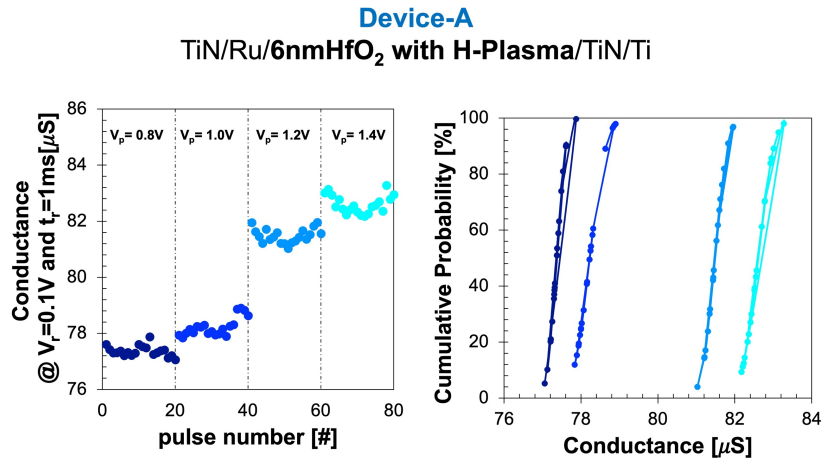 Device-A
TiN/Ru/6nmHfO₂ with H-Plasma/TiN/Ti
Conductance
@ Vᵣ=0.1V and tᵣ=1ms[μS]
86
84
82
80
78
76
Vₚ= 0.8V
Vₚ= 1.0V
Vₚ= 1.2V
Vₚ= 1.4V
0
20
40
60
80
pulse number [#]
Cumulative Probability [%]
100
80
60
40
20
0
76
78
80
82
84
Conductance [μS]